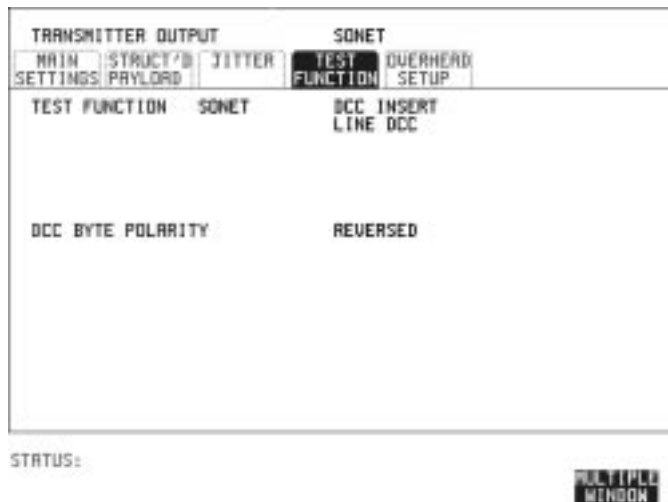 TRANSMITTER OUTPUT SONET
MAIN SETTINGS STRUCT'D PAYLOAD JITTER TEST FUNCTION OVERHEAD SETUP
TEST FUNCTION SONET DCC INSERT
LINE DCC
DCC BYTE POLARITY REVERSED
STATUS:
MULTIPLE
WINDOW